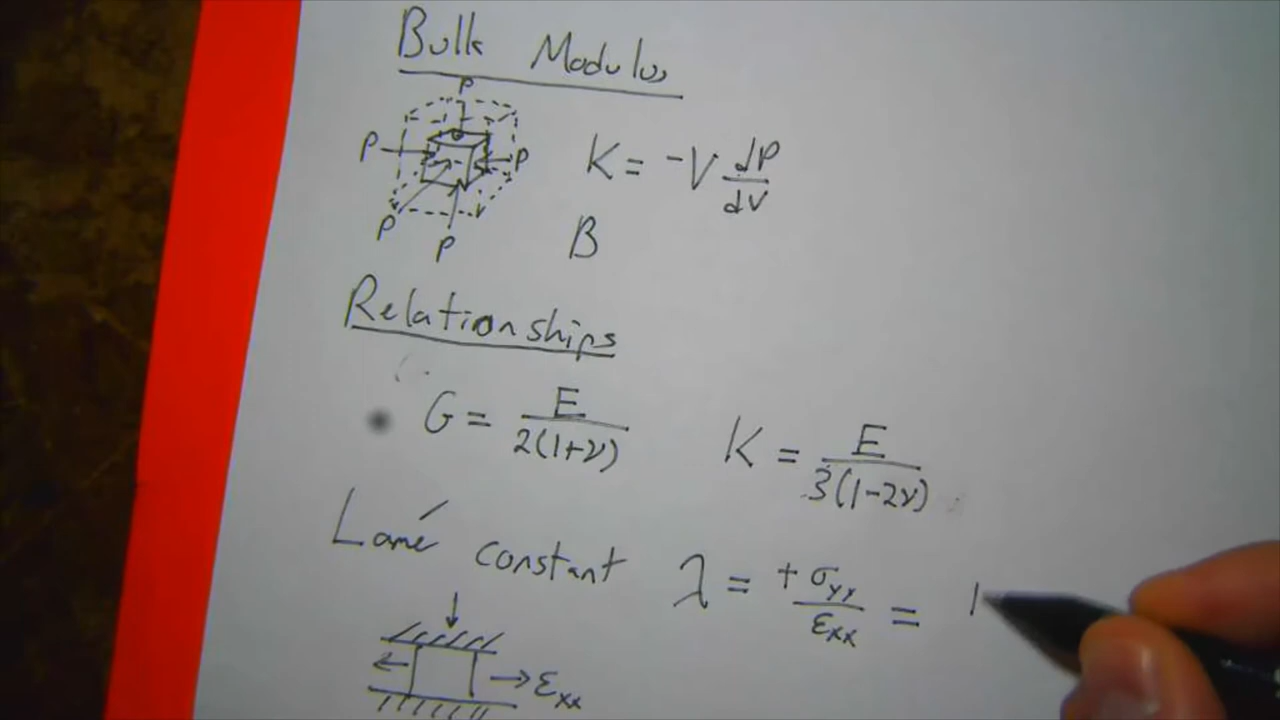 Bulk Modulus
P
P P
P
P
K = -V dP/dV
B
Relationships
G = E/2(1+ν) K = E/3(1-2ν)
Lamé constant λ = +σyy/εxx =
εxx